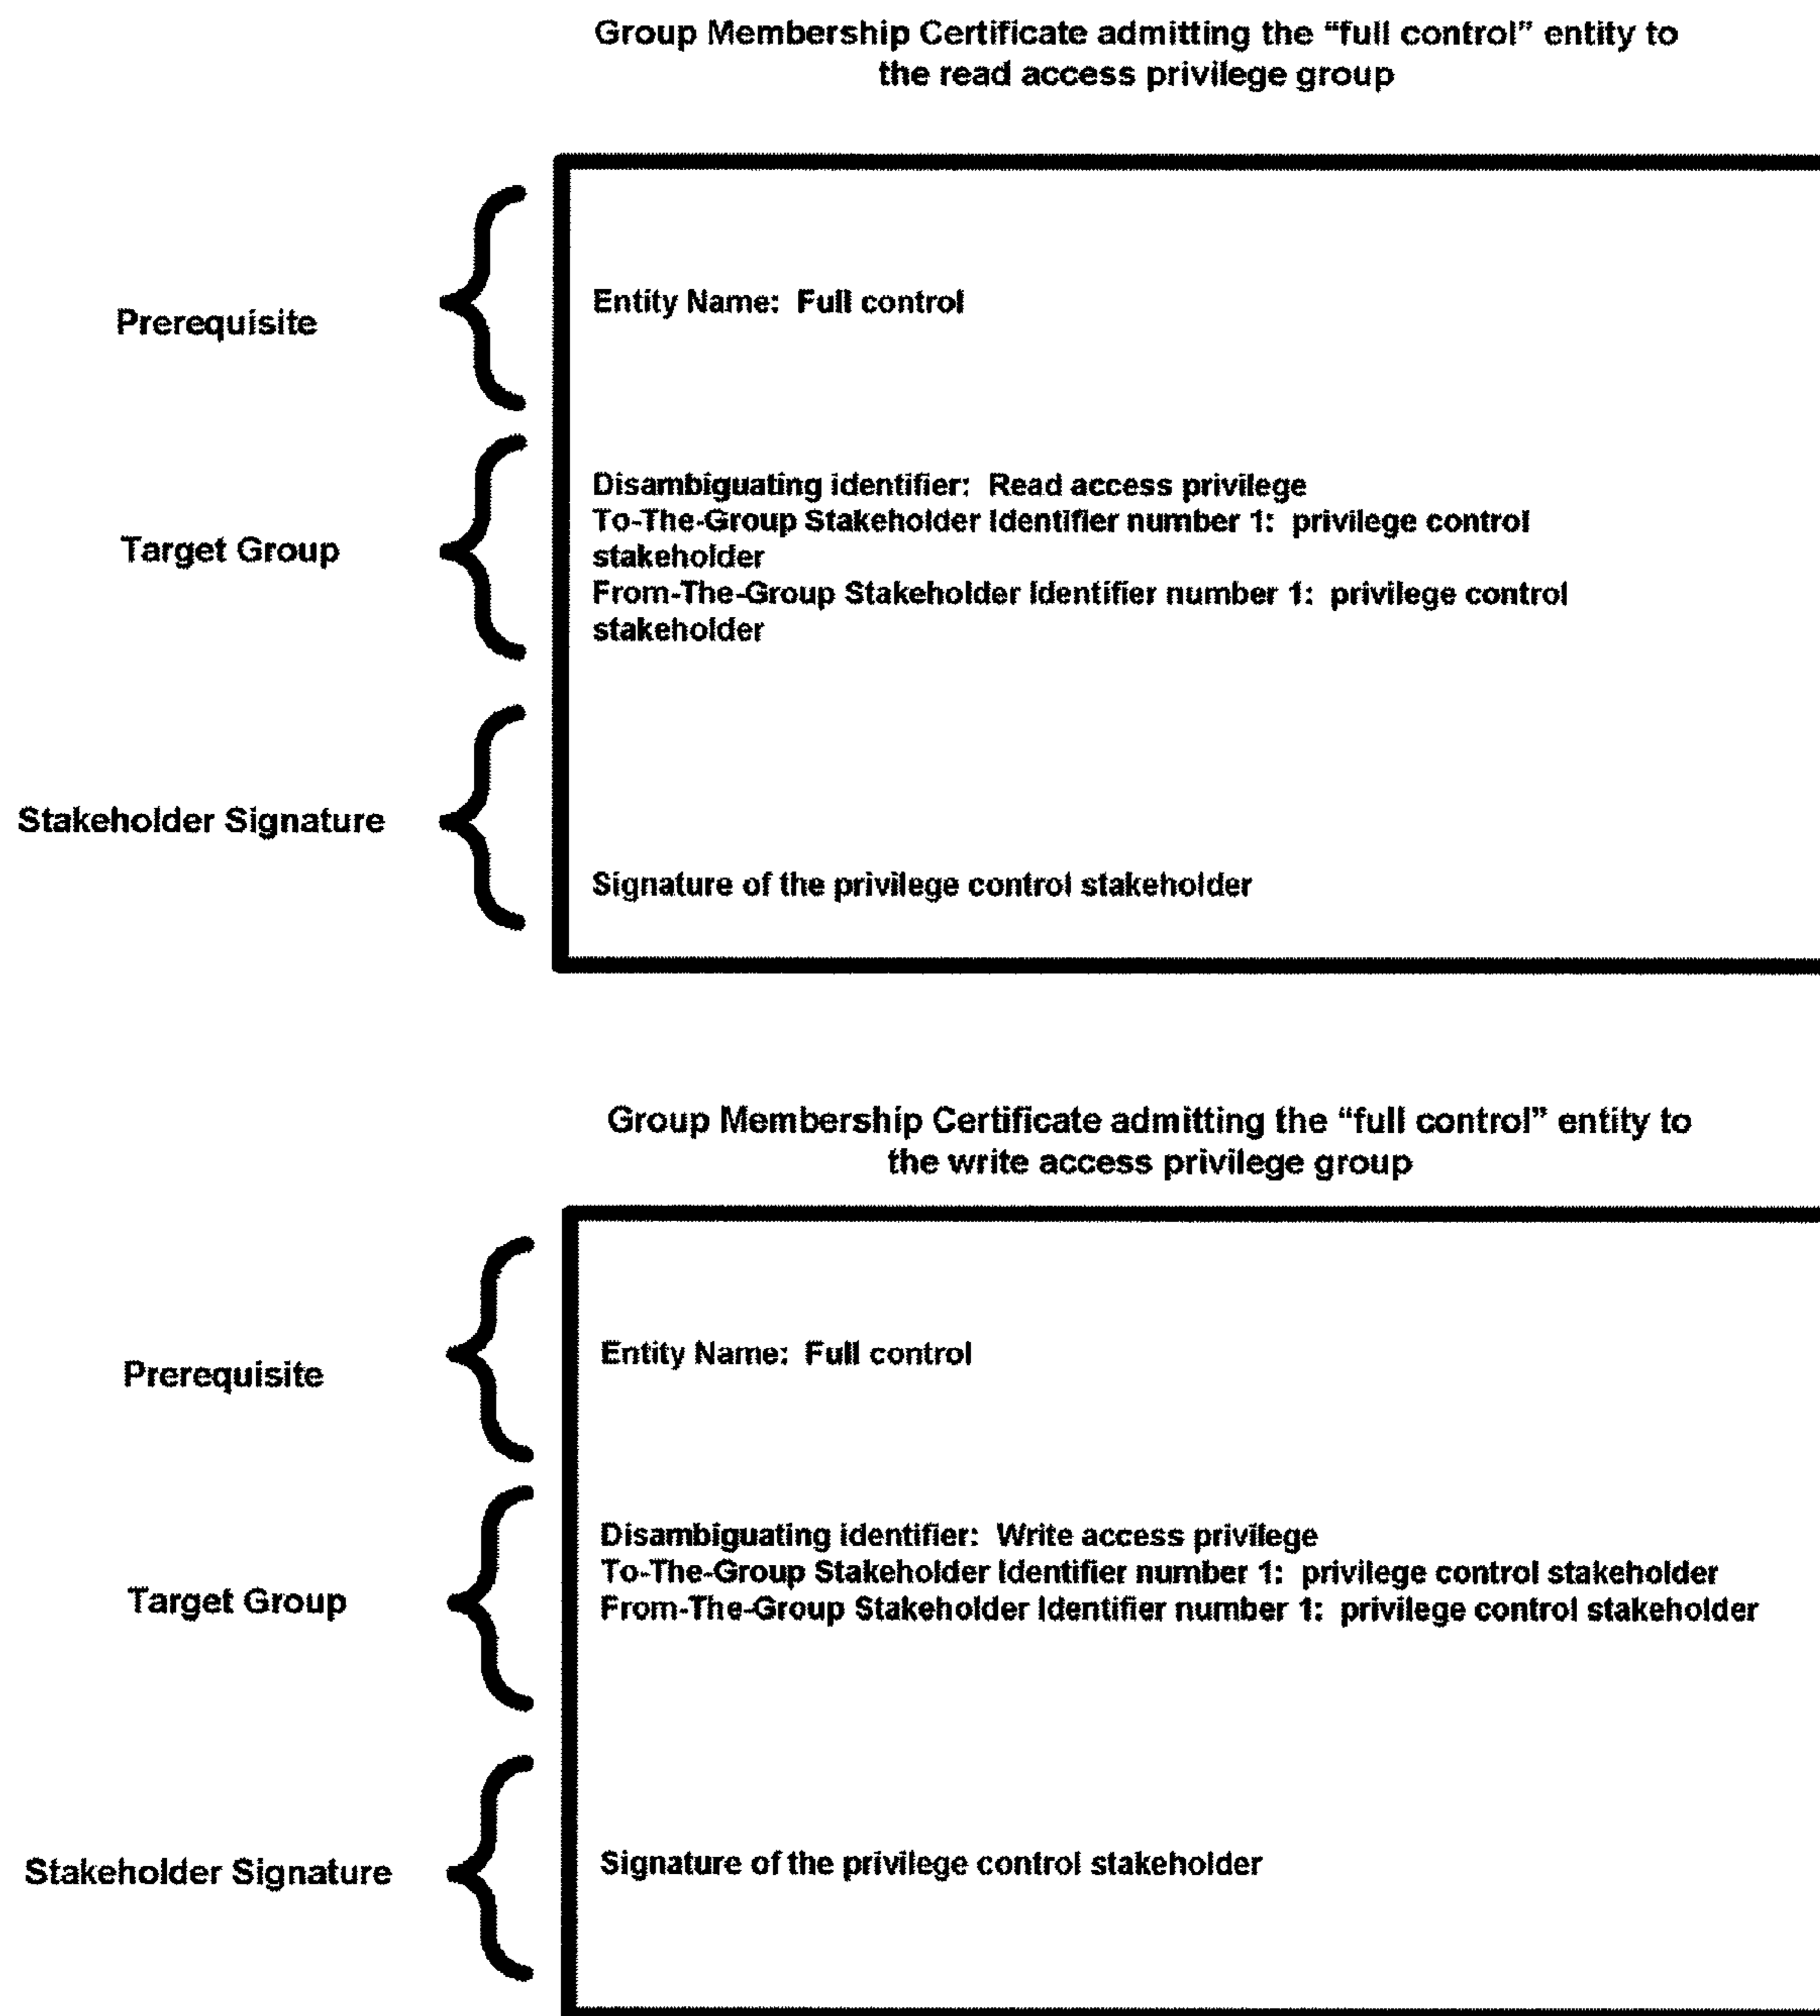 Group Membership Certificate admitting the “full control” entity to
the read access privilege group
Prerequisite
Entity Name: Full control
Target Group
Disambiguating identifier: Read access privilege
To-The-Group Stakeholder Identifier number 1: privilege control
stakeholder
From-The-Group Stakeholder Identifier number 1: privilege control
stakeholder
Stakeholder Signature
Signature of the privilege control stakeholder
Group Membership Certificate admitting the “full control” entity to
the write access privilege group
Prerequisite
Entity Name: Full control
Target Group
Disambiguating identifier: Write access privilege
To-The-Group Stakeholder Identifier number 1: privilege control stakeholder
From-The-Group Stakeholder Identifier number 1: privilege control stakeholder
Stakeholder Signature
Signature of the privilege control stakeholder